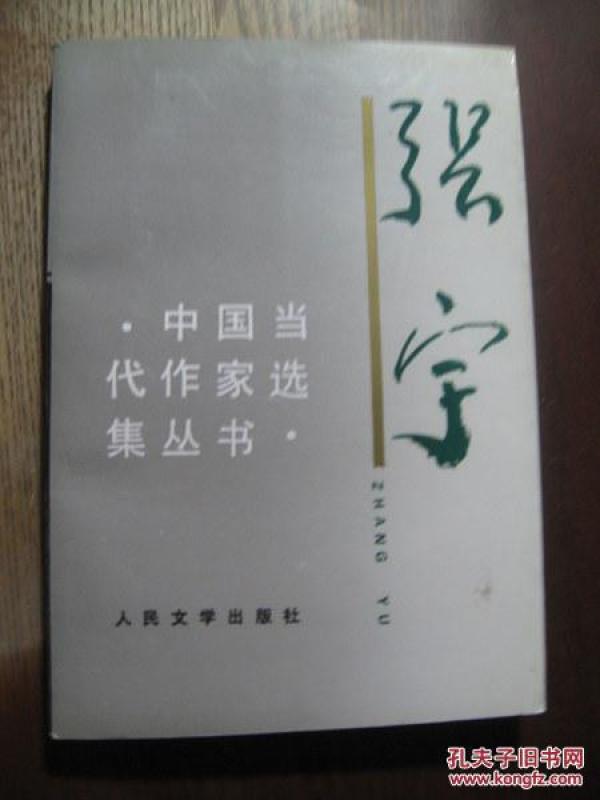 张宇
ZHANG YU
·中国当
代作家选
集丛书·
人民文学出版社
孔夫子旧书网
www.kongfz.com